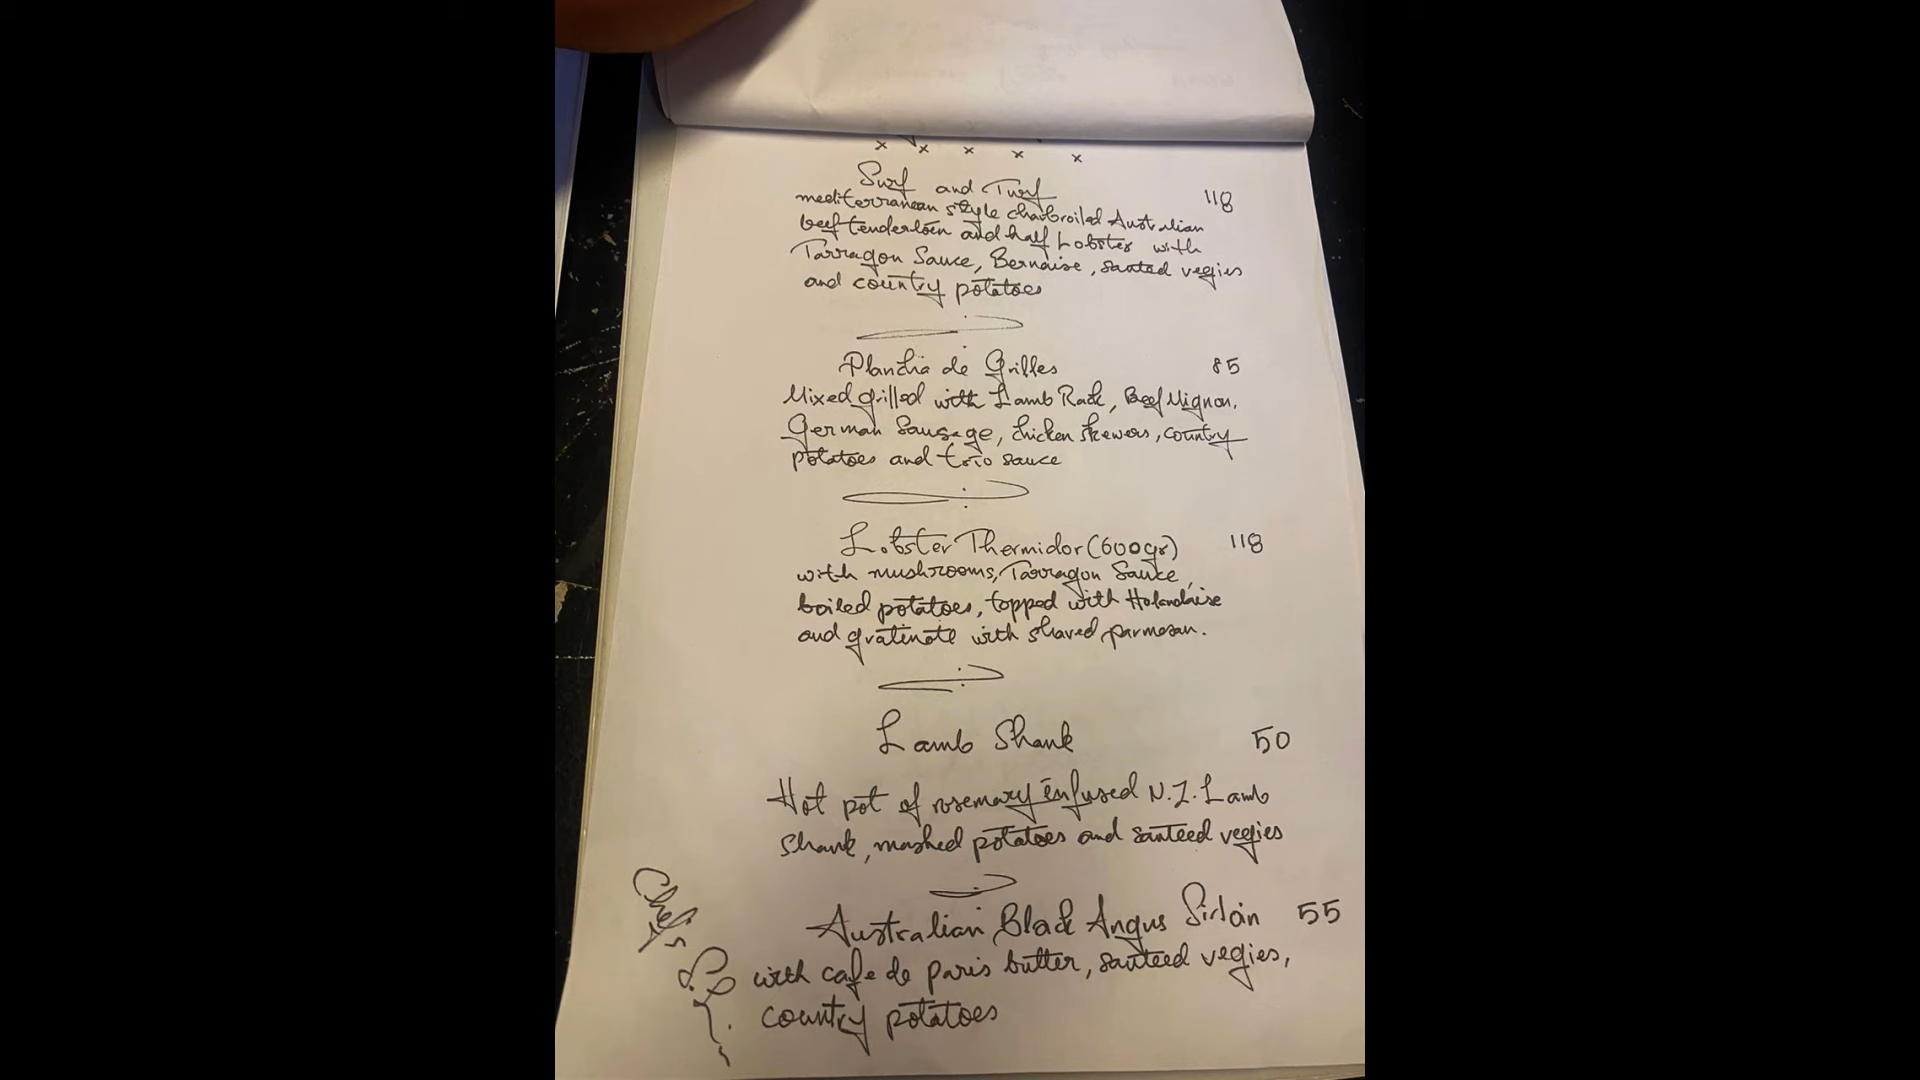 x x x x x
Surf and Turf 118
mediterranean style charbroiled Australian
beef tenderloin and half Lobster with
Tarragon Sauce, Bernaise, sauted vegies
and country potatoes
Plancha de Grilles 85
Mixed grilled with Lamb Rack, Beef Mignon,
German Sausage, chicken skewers, country
potatoes and trio sauce
Lobster Thermidor (600gr) 118
with mushrooms, Tarragon Sauce,
boiled potatoes, topped with Holandaise
and gratinate with shaved parmesan.
Lamb Shank 50
Hot pot of rosemary infused N.Z. Lamb
Shank, mashed potatoes and sauteed vegies
Australian Black Angus Sirloin 55
with cafe de paris butter, sauteed vegies,
country potatoes
Chef's